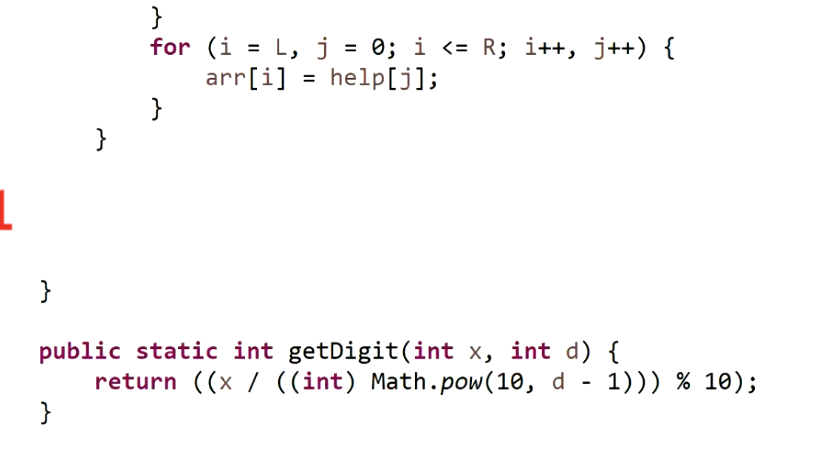 }
for (i = L, j = 0; i <= R; i++, j++) {
arr[i] = help[j];
}
}
}
public static int getDigit(int x, int d) {
return ((x / ((int) Math.pow(10, d - 1))) % 10);
}